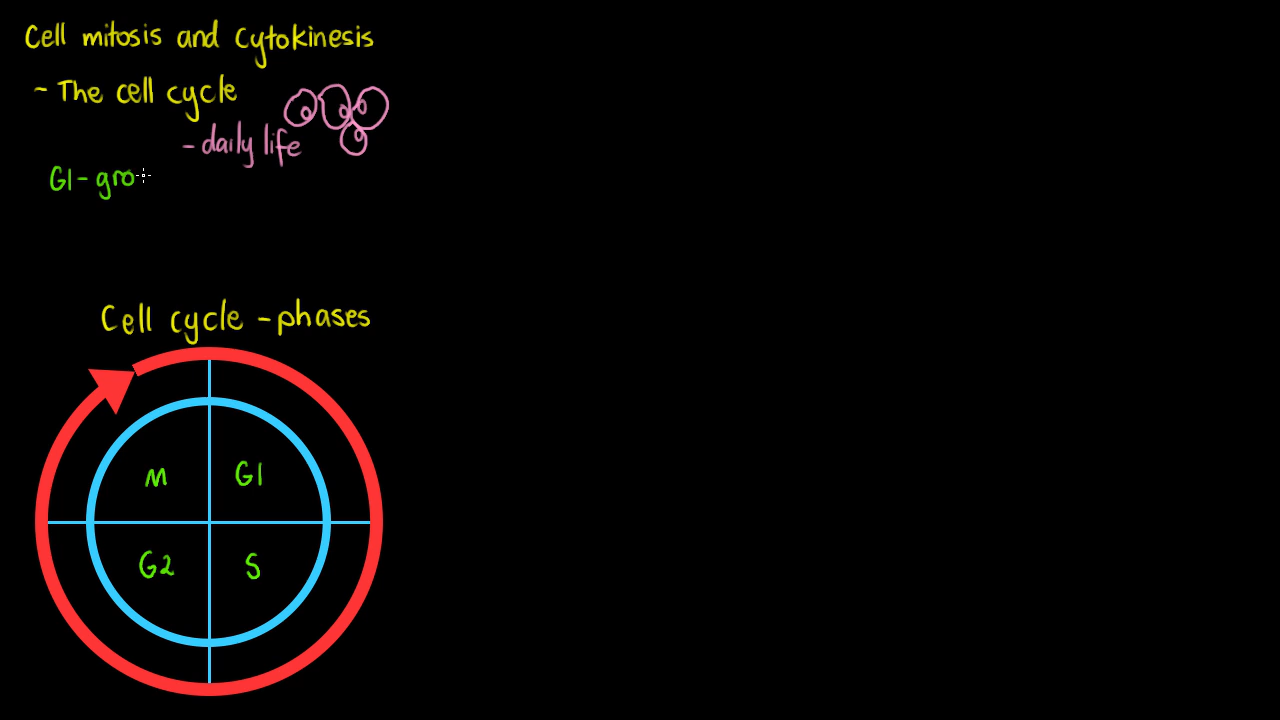 Cell mitosis and cytokinesis
- The cell cycle
- daily life
G1 - gro
Cell cycle - phases
M G1
G2 S